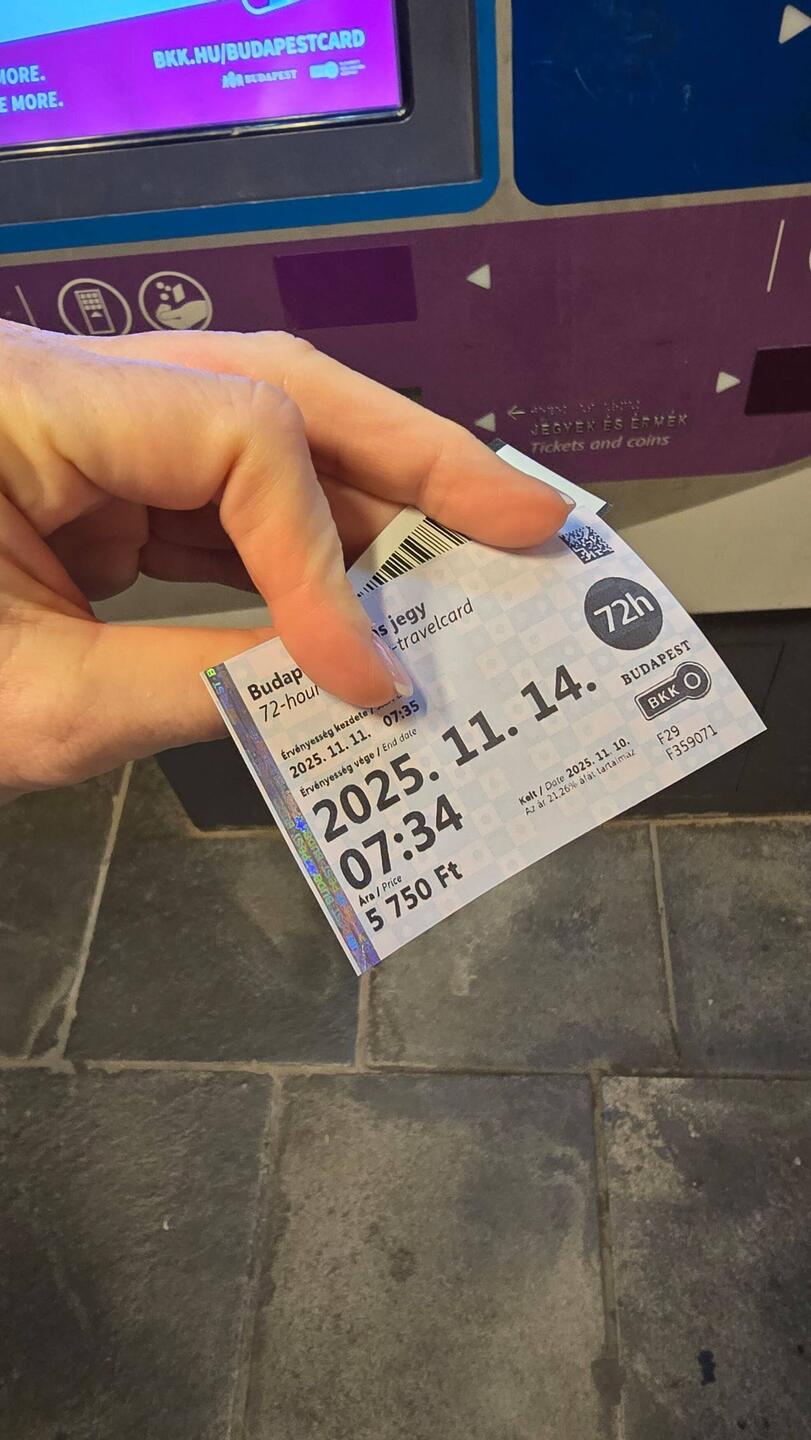 MORE.
E MORE.
BKK.HU/BUDAPESTCARD
BUDAPEST
JEGYEK ÉS ÉRMÉK
Tickets and coins
Budap
s jegy
72-hour
-travelcard
Érvényesség kezdete /
2025. 11. 11. 07:35
Érvényesség vége / End date
2025. 11. 14.
07:34
Ára / Price
5 750 Ft
72h
BUDAPEST
BKK
Kelt / Date 2025. 11. 10.
Az ár 21,26% áfát tartalmaz
F29
F359071